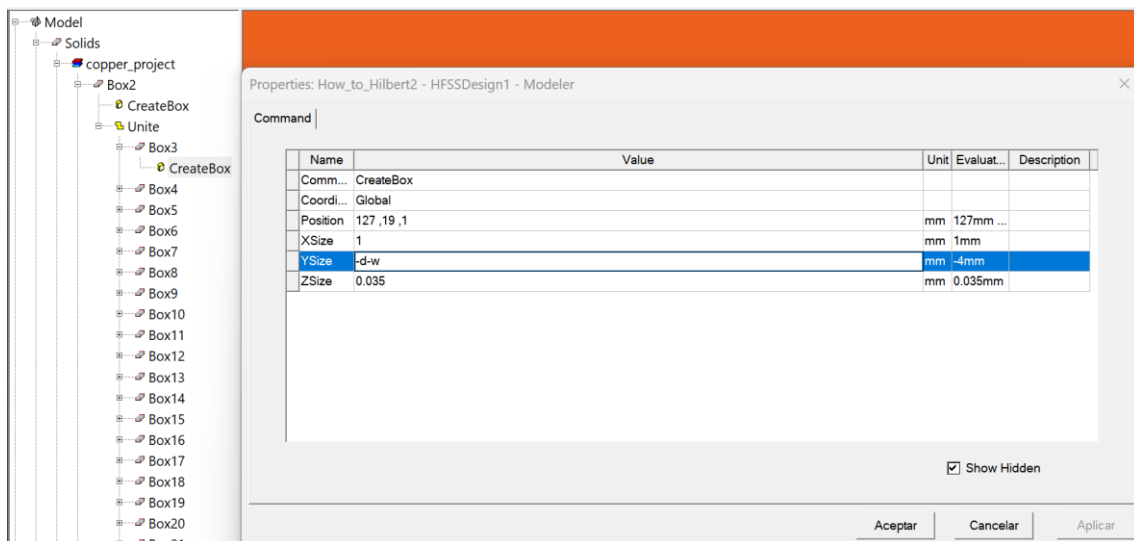 Model
Solids
copper_project
Box2
CreateBox
Unite
Box3
CreateBox
Box4
Box5
Box6
Box7
Box8
Box9
Box10
Box11
Box12
Box13
Box14
Box15
Box16
Box17
Box18
Box19
Box20
Properties: How_to_Hilbert2 - HFSSDesign1 - Modeler
Command
Name Value Unit Evaluat... Description
Comm... CreateBox
Coordi... Global
Position 127 ,19 ,1 mm 127mm ...
XSize 1 mm 1mm
YSize -d-w mm -4mm
ZSize 0.035 mm 0.035mm
Show Hidden
Aceptar Cancelar Aplicar